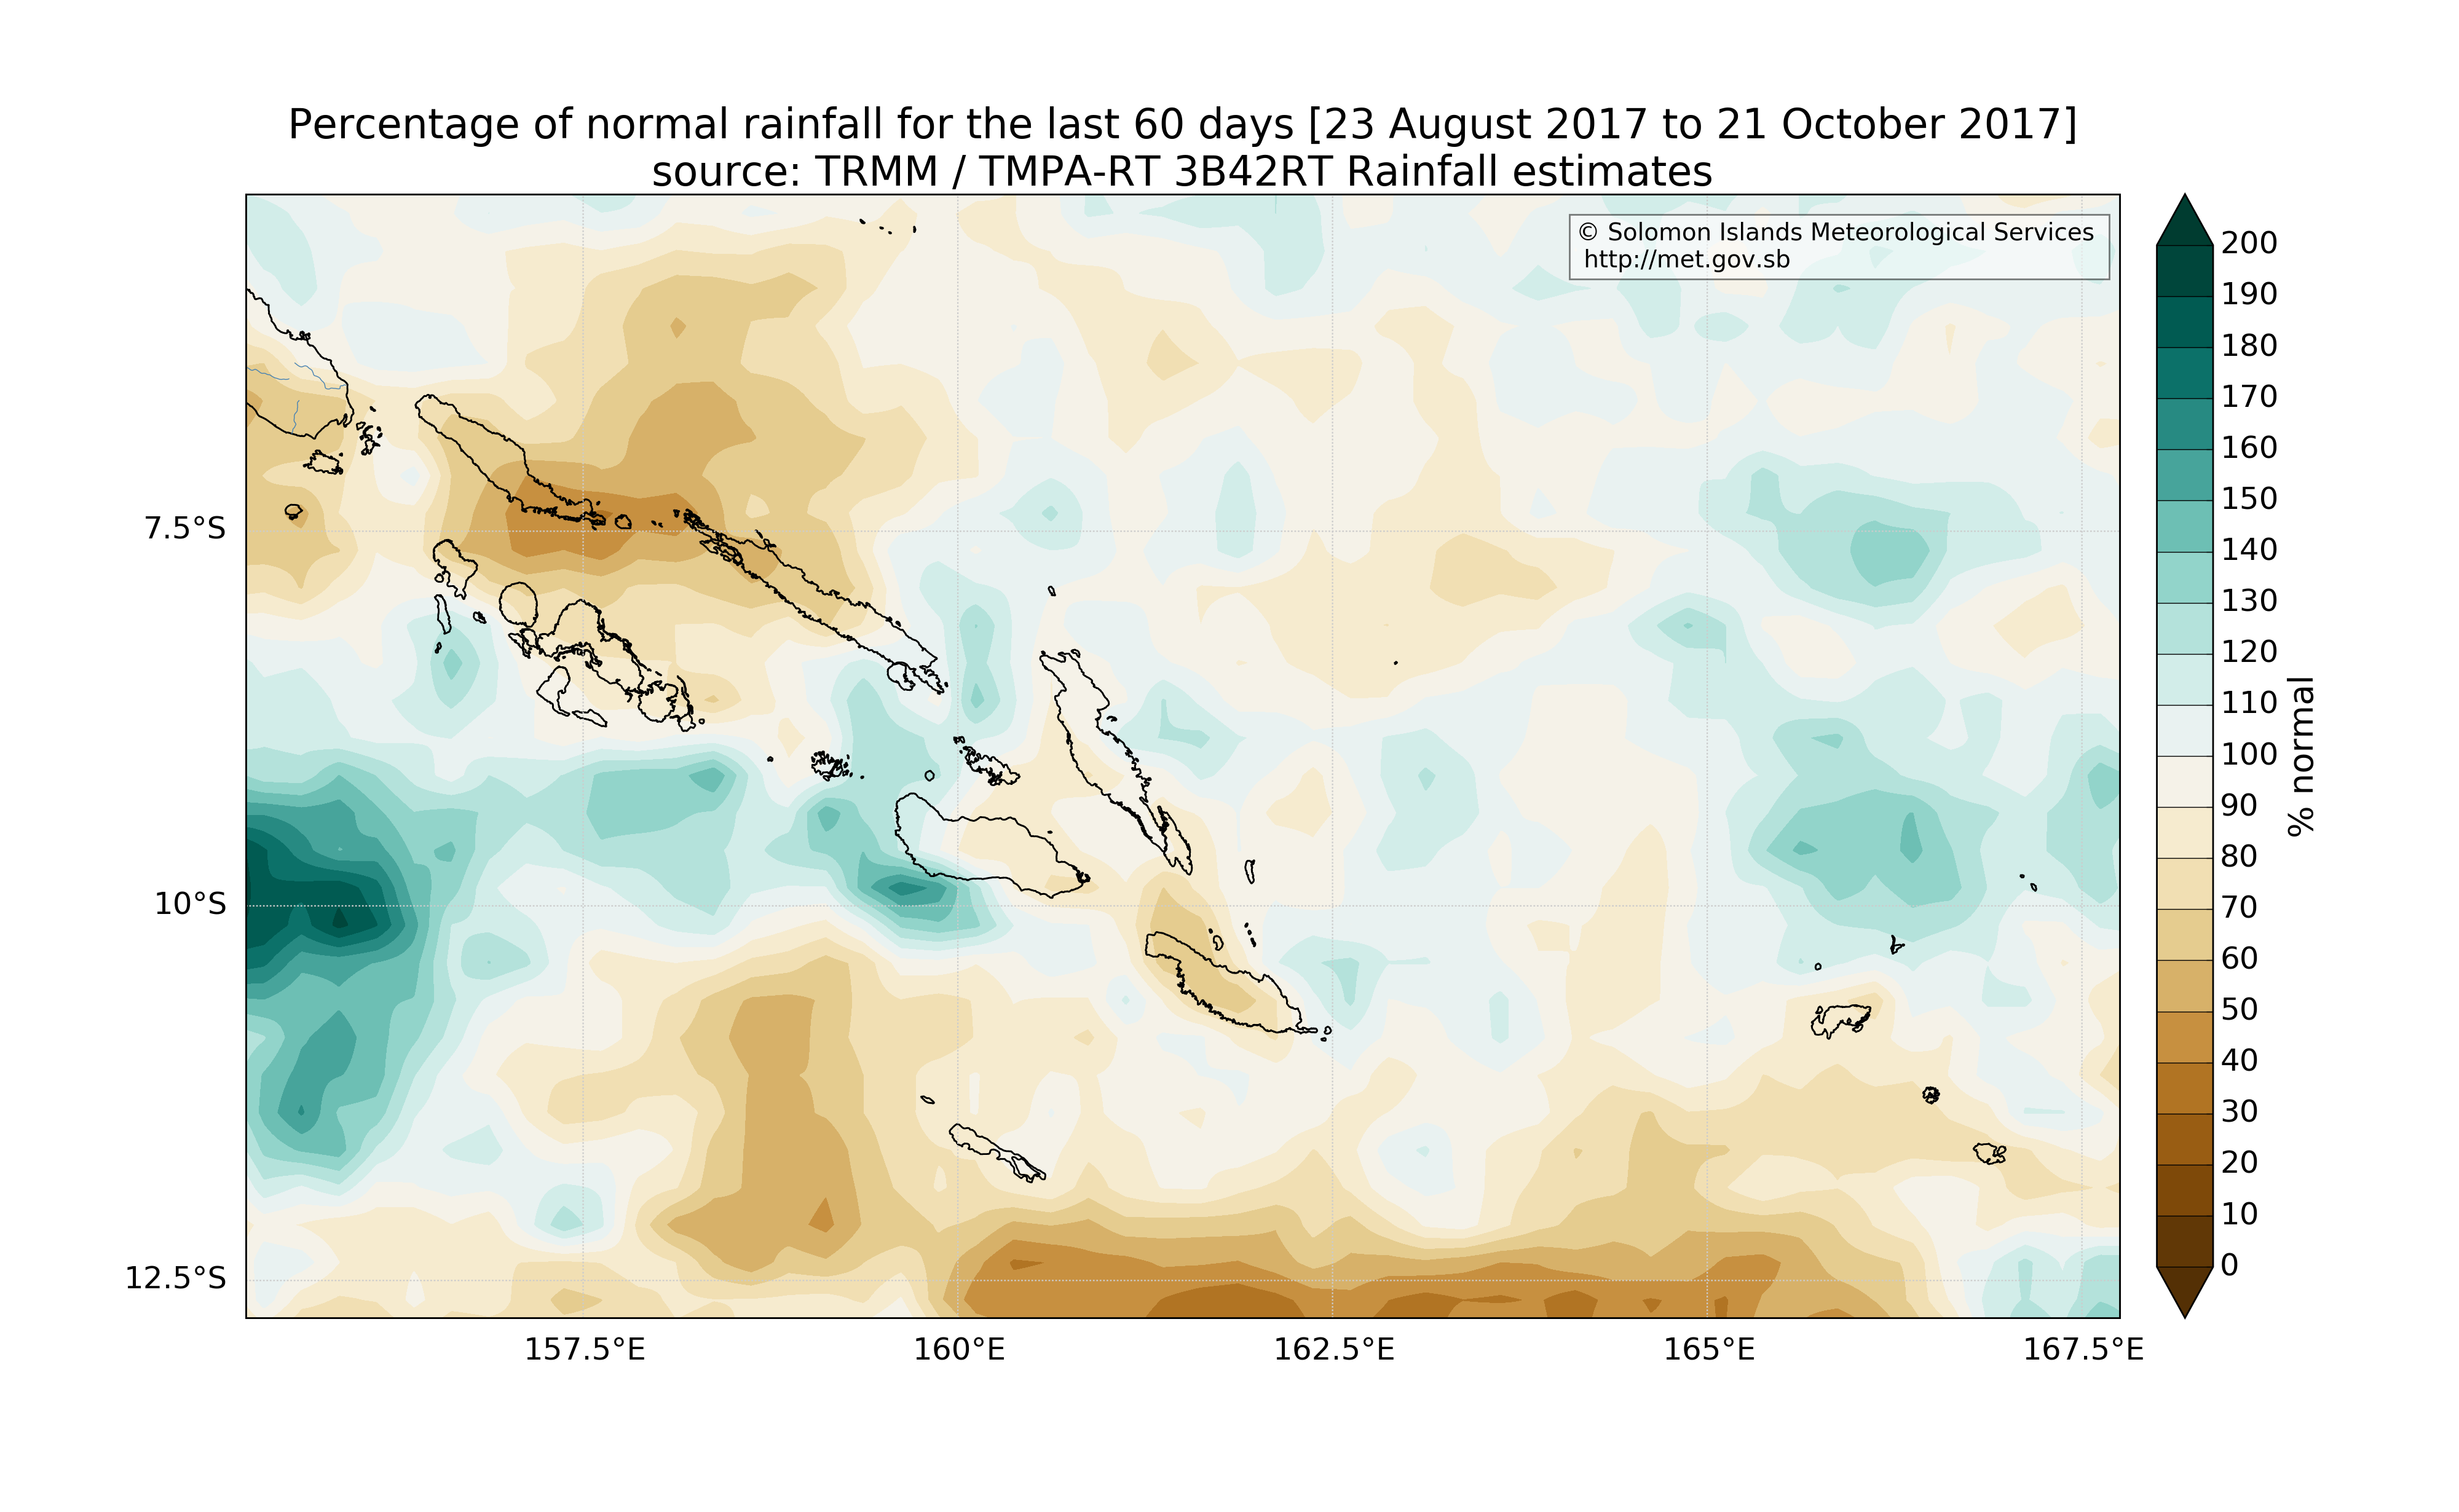 Percentage of normal rainfall for the last 60 days [23 August 2017 to 21 October 2017]
source: TRMM / TMPA-RT 3B42RT Rainfall estimates
© Solomon Islands Meteorological Services
http://met.gov.sb
7.5°S
10°S
12.5°S
157.5°E
160°E
162.5°E
165°E
167.5°E
200
190
180
170
160
150
140
130
120
110
100
90
80
70
60
50
40
30
20
10
0
% normal